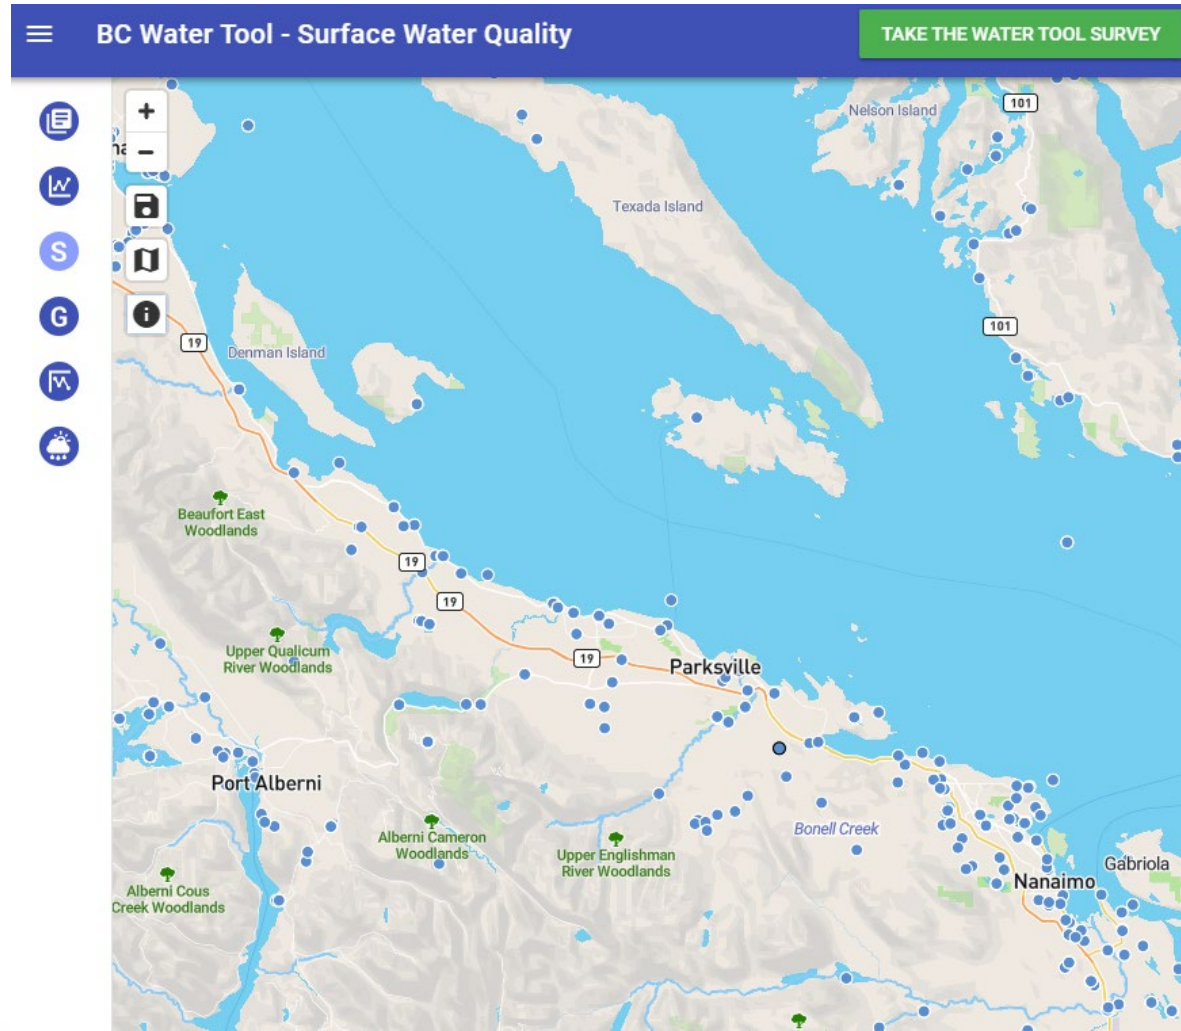 BC Water Tool - Surface Water Quality
TAKE THE WATER TOOL SURVEY
101
Nelson Island
+
−
Texada Island
S
G
i
101
19
Denman Island
Beaufort East
Woodlands
19
19
Upper Qualicum
River Woodlands
19
Parksville
Port Alberni
Alberni Cameron
Woodlands
Bonell Creek
Upper Englishman
River Woodlands
Gabriola
Nanaimo
Alberni Cous
Creek Woodlands